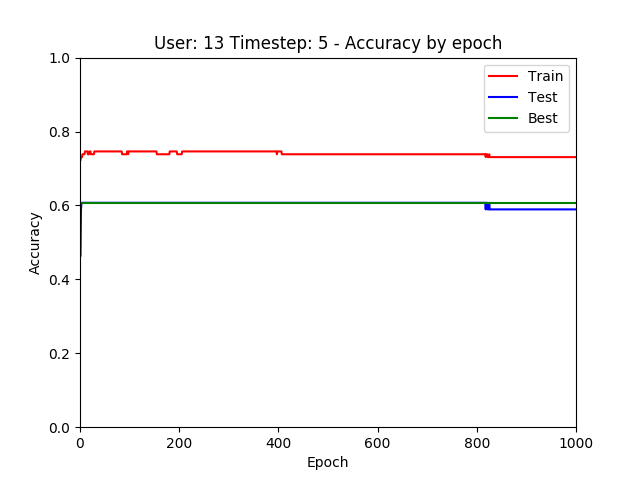 User: 13 Timestep: 5 - Accuracy by epoch
1.0
0.8
0.6
0.4
0.2
0.0
Accuracy
Train
Test
Best
0 200 400 600 800 1000
Epoch